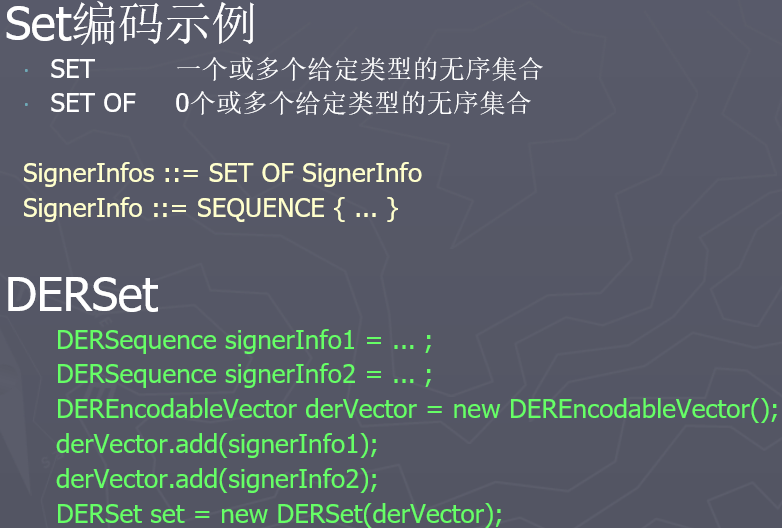 Set编码示例
· SET 一个或多个给定类型的无序集合
· SET OF 0个或多个给定类型的无序集合
SignerInfos ::= SET OF SignerInfo
SignerInfo ::= SEQUENCE { ... }
DERSet
DERSequence signerInfo1 = ... ;
DERSequence signerInfo2 = ... ;
DEREncodableVector derVector = new DEREncodableVector();
derVector.add(signerInfo1);
derVector.add(signerInfo2);
DERSet set = new DERSet(derVector);